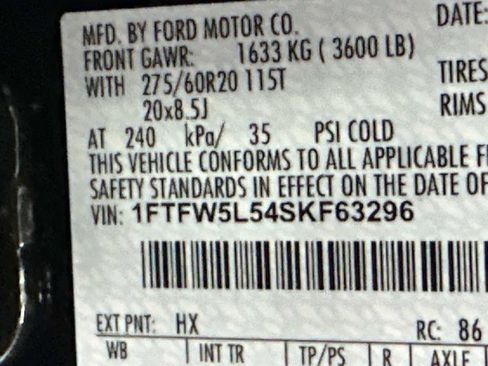 MFD. BY FORD MOTOR CO.
DATE:
FRONT GAWR: 1633 KG ( 3600 LB)
WITH 275/60R20 115T
TIRES
20x8.5J
RIMS
AT 240 kPa/ 35 PSI COLD
THIS VEHICLE CONFORMS TO ALL APPLICABLE F
SAFETY STANDARDS IN EFFECT ON THE DATE OF
VIN: 1FTFW5L54SKF63296
EXT PNT: HX
RC: 86
WB INT TR TP/PS R AXLE